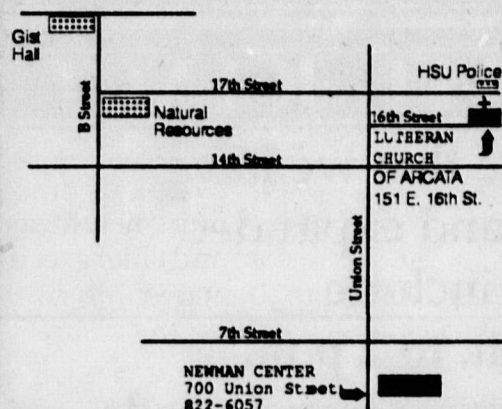 Gist
Hall
B Street
17th Street
HSU Police
Natural
Resources
16th Street
LUTHERAN
CHURCH
OF ARCATA
151 E. 16th St.
14th Street
Union Street
7th Street
NEWMAN CENTER
700 Union Street
822-6057